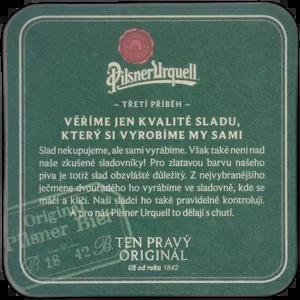 Pilsner Urquell
– TŘETÍ PŘÍBĚH –
VĚŘÍME JEN KVALITĚ SLADU,
KTERÝ SI VYROBÍME MY SAMI
Slad nekupujeme, ale sami vyrábíme. Však také není nad
naše zkušené sladovníky! Pro zlatavou barvu našeho
piva je totiž slad obzvláště důležitý. Z nejvybranějšího
ječmene dvouřadého ho vyrábíme ve sladovně, kde se
máčí a klíčí. Naši sládci ho také pravidelně kontrolují.
A pro náš Pilsner Urquell to dělají s chutí.
Original
Pilsner Bier
B 18 42 B
TEN PRAVÝ
ORIGINÁL
Už od roku 1842